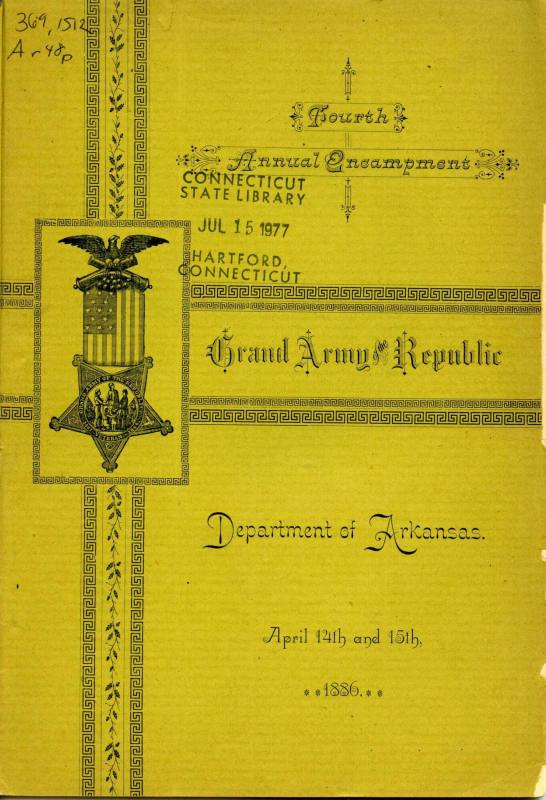 369.1512
Ar48p
Fourth
Annual Encampment
CONNECTICUT
STATE LIBRARY
JUL 15 1977
HARTFORD,
CONNECTICUT
Grand Army of the Republic
Department of Arkansas.
April 14th and 15th,
**1886.**